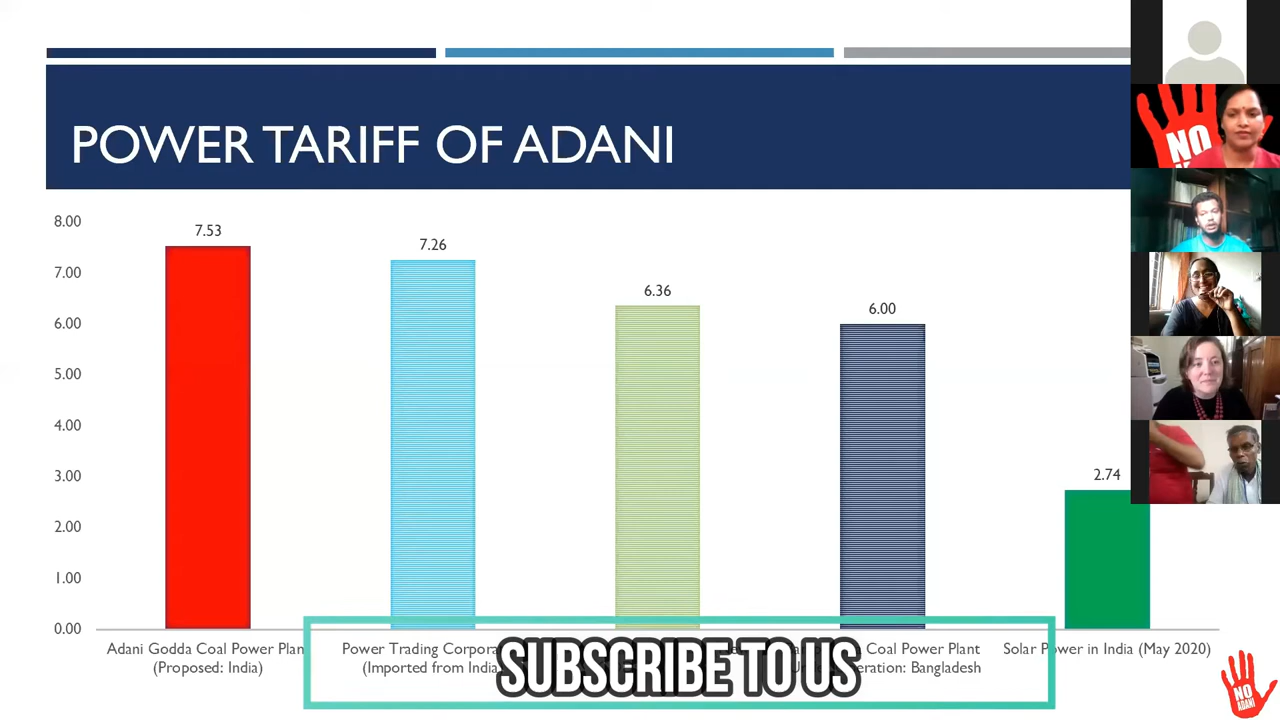 POWER TARIFF OF ADANI
8.00
7.00
6.00
5.00
4.00
3.00
2.00
1.00
0.00
7.53
7.26
6.36
6.00
2.74
Adani Godda Coal Power Plan
(Proposed: India)
Power Trading Corpora
(Imported from India
Coal Power Plant
eration: Bangladesh
Solar Power in India (May 2020)
SUBSCRIBE TO US
NO
NO
ADANI